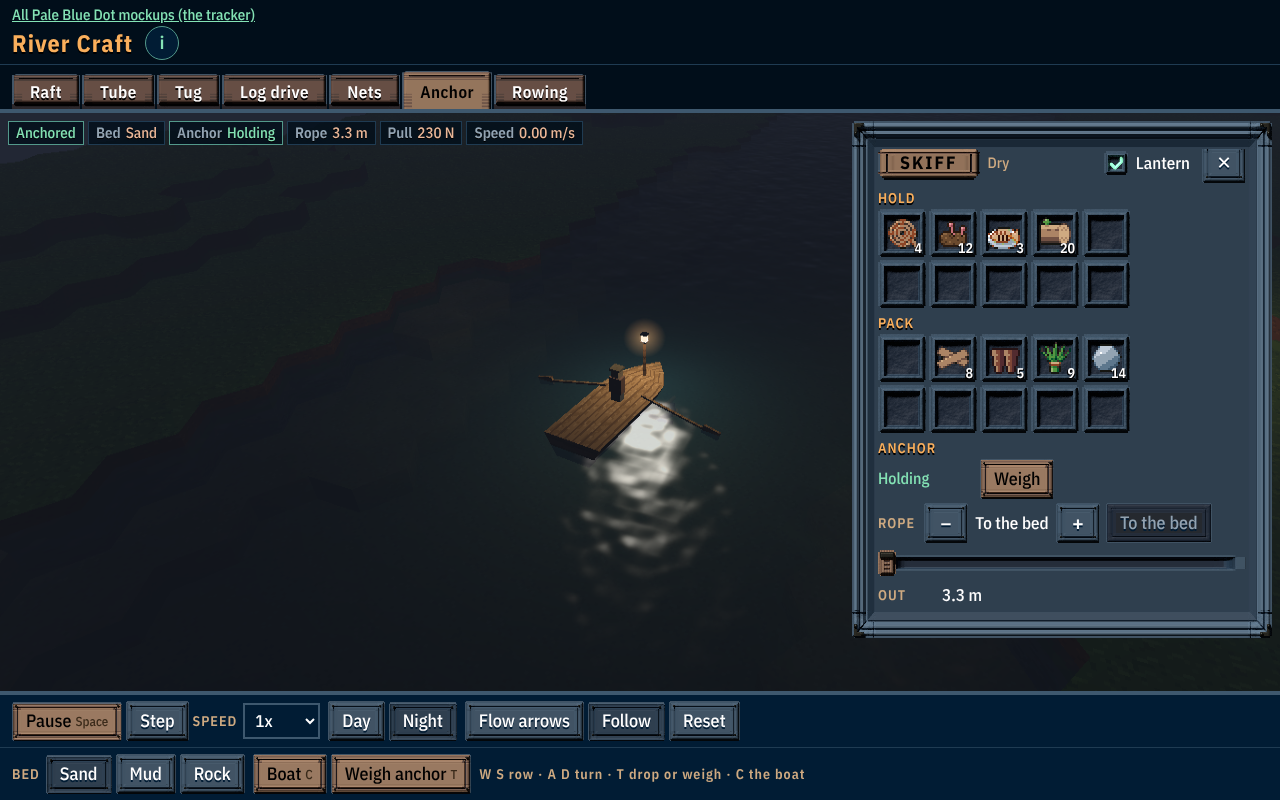 All Pale Blue Dot mockups (the tracker)
River Craft i
Raft Tube Tug Log drive Nets Anchor Rowing
Anchored Bed Sand Anchor Holding Rope 3.3 m Pull 230 N Speed 0.00 m/s
SKIFF Dry Lantern ×
HOLD
4 12 3 20
PACK
8 5 9 14
ANCHOR
Holding Weigh
ROPE − To the bed + To the bed
OUT 3.3 m
Pause Space Step SPEED 1x Day Night Flow arrows Follow Reset
BED Sand Mud Rock Boat C Weigh anchor T W S row · A D turn · T drop or weigh · C the boat